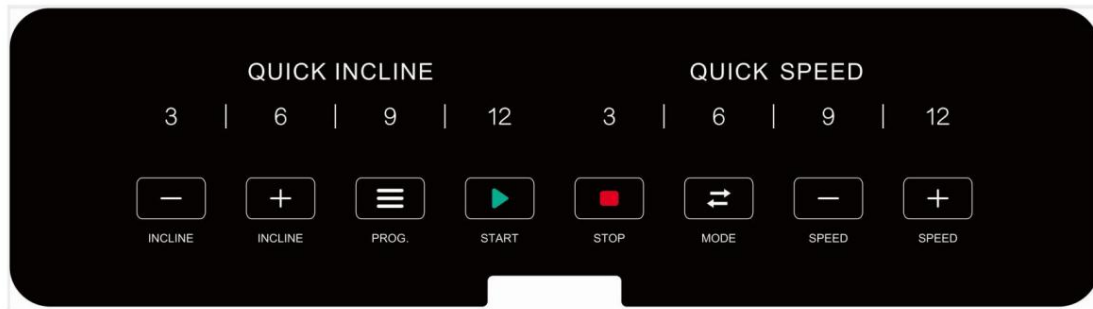 QUICK INCLINE QUICK SPEED
3 | 6 | 9 | 12 3 | 6 | 9 | 12
INCLINE INCLINE PROG. START STOP MODE SPEED SPEED